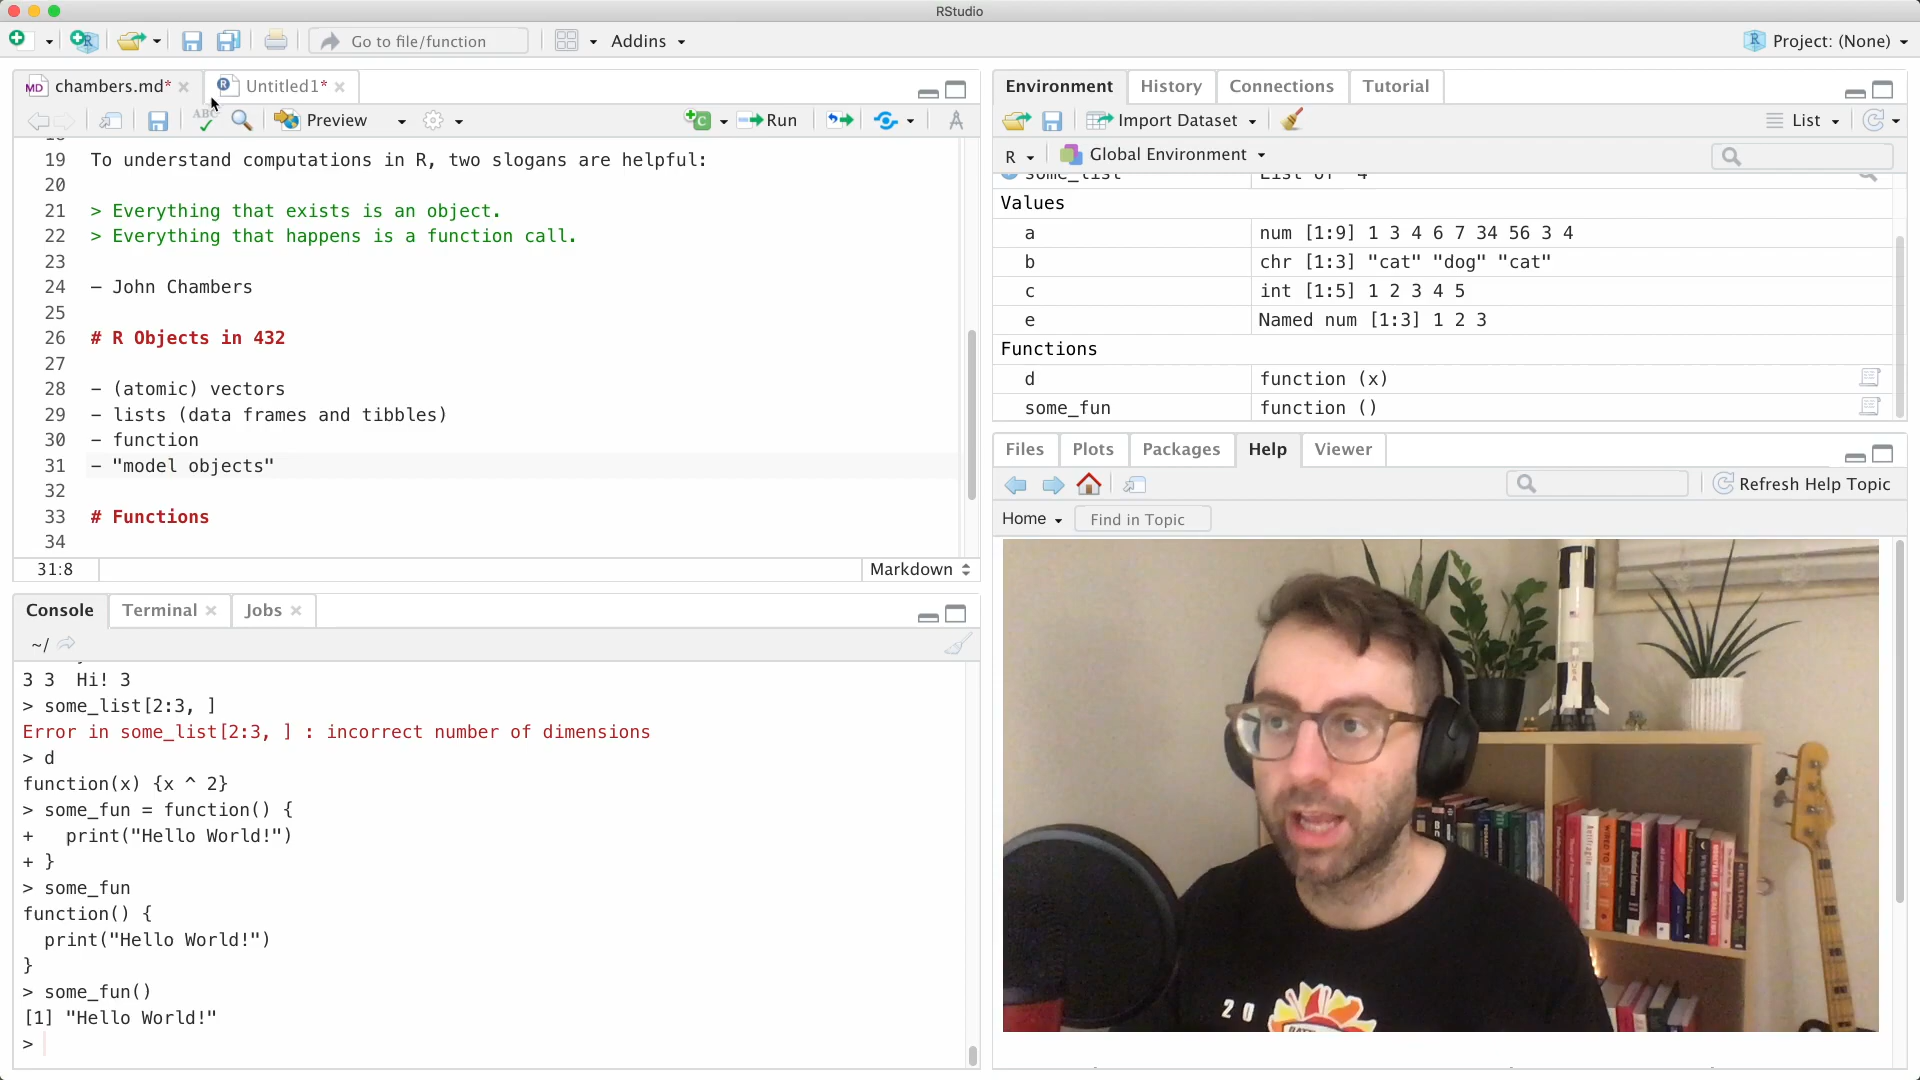 RStudio
Go to file/function
Addins
Project: (None)
MD chambers.md*
Untitled1*
ABC
Preview
Run
19 To understand computations in R, two slogans are helpful:
20
21 > Everything that exists is an object.
22 > Everything that happens is a function call.
23
24 - John Chambers
25
26 # R Objects in 432
27
28 - (atomic) vectors
29 - lists (data frames and tibbles)
30 - function
31 - "model objects"
32
33 # Functions
34
31:8
Markdown
Console
Terminal
Jobs
~/
3 3 Hi! 3
> some_list[2:3, ]
Error in some_list[2:3, ] : incorrect number of dimensions
> d
function(x) {x ^ 2}
> some_fun = function() {
+   print("Hello World!")
+ }
> some_fun
function() {
  print("Hello World!")
}
> some_fun()
[1] "Hello World!"
>
Environment
History
Connections
Tutorial
Import Dataset
List
R
Global Environment
some_list List of 4
Values
a num [1:9] 1 3 4 6 7 34 56 3 4
b chr [1:3] "cat" "dog" "cat"
c int [1:5] 1 2 3 4 5
e Named num [1:3] 1 2 3
Functions
d function (x)
some_fun function ()
Files
Plots
Packages
Help
Viewer
Refresh Help Topic
Home
Find in Topic
USA
20